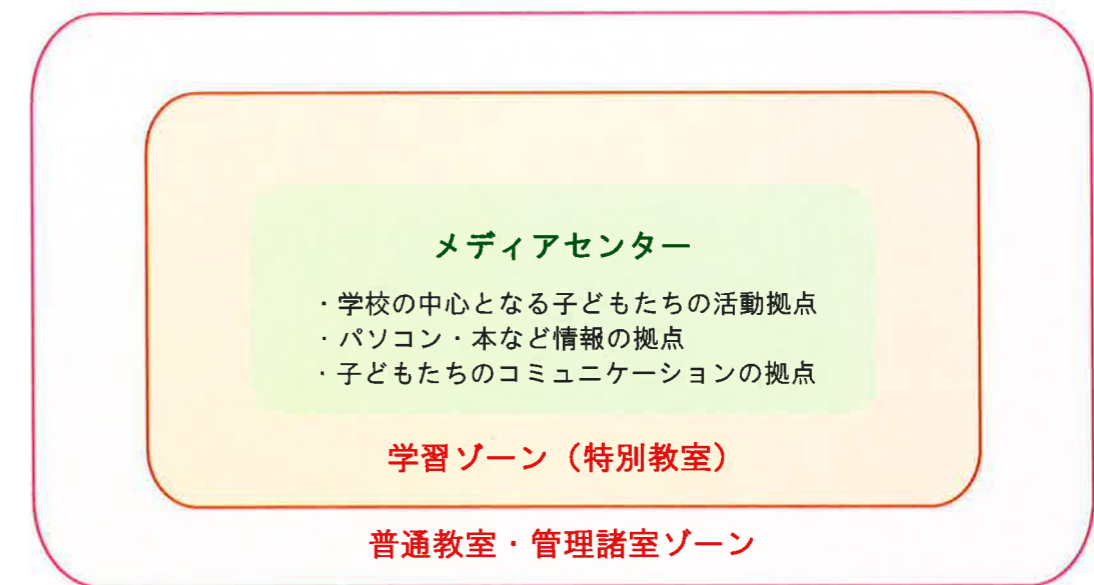 メディアセンター
・学校の中心となる子どもたちの活動拠点
・パソコン・本など情報の拠点
・子どもたちのコミュニケーションの拠点
学習ゾーン（特別教室）
普通教室・管理諸室ゾーン